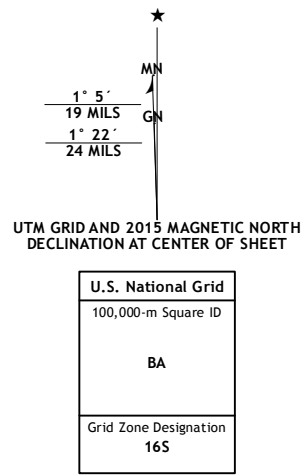 ★
MN
1° 5´
19 MILS
GN
1° 22´
24 MILS
UTM GRID AND 2015 MAGNETIC NORTH
DECLINATION AT CENTER OF SHEET
U.S. National Grid
100,000-m Square ID
BA
Grid Zone Designation
16S